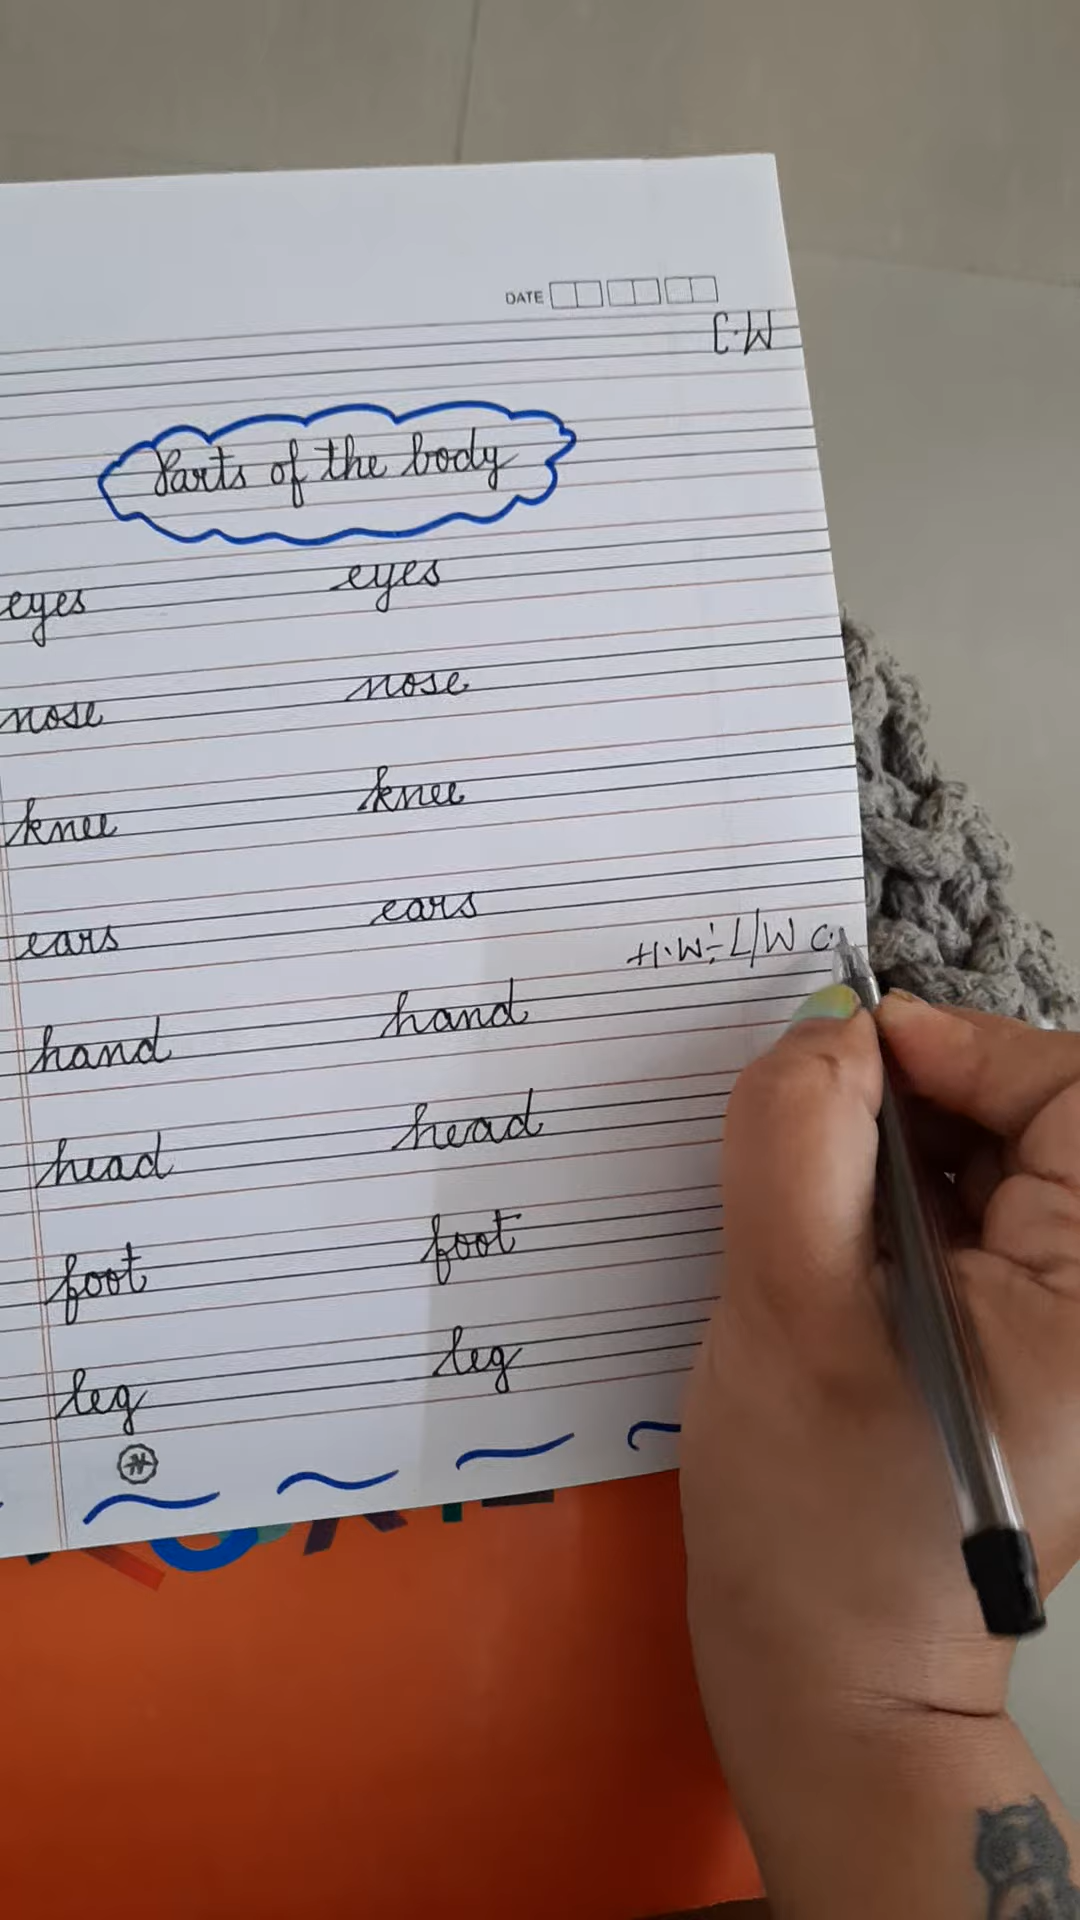 DATE
C.W
Parts of the body
eyes eyes
nose nose
knee knee
ears ears
H.W:- L/W
hand hand
head head
foot foot
leg leg